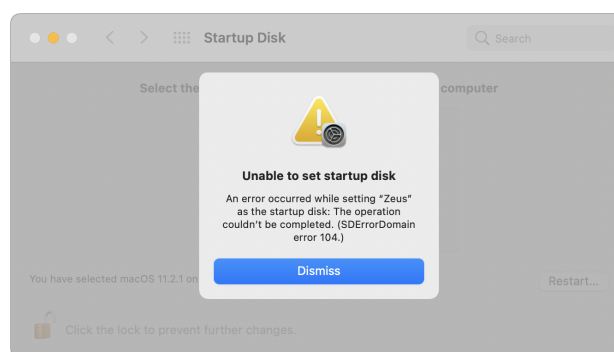 Startup Disk
Search
Select the
computer
Unable to set startup disk
An error occurred while setting “Zeus”
as the startup disk: The operation
couldn’t be completed. (SDErrorDomain
error 104.)
Dismiss
You have selected macOS 11.2.1 on
Restart...
Click the lock to prevent further changes.